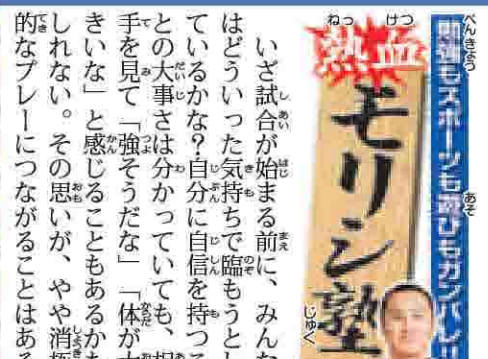 勉強もスポーツも遊びもガンバレ!!
熱血
モリシ塾
いざ試合が始まる前に、みんな
はどういった気持ちで臨もうとし
ているかな?自分に自信を持つこ
との大事さは分かっていても、相
手を見て「強そうだな」「体が大
きいな」と感じることもあるかも
しれない。その思いが、やや消極
的なプレーにつながることはある